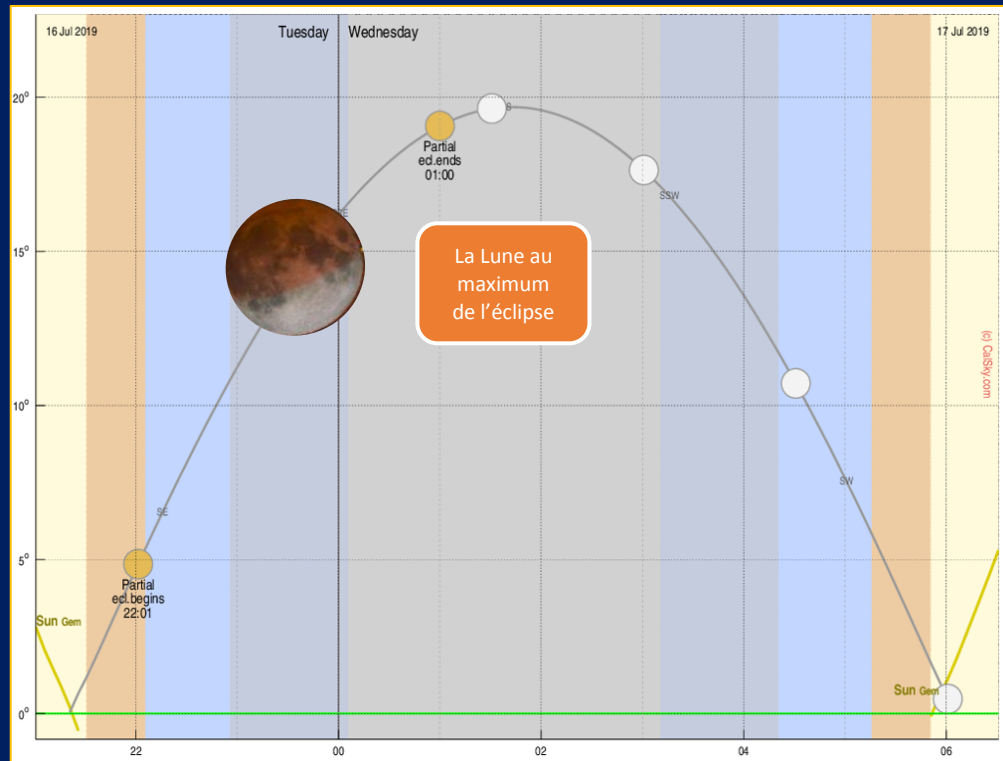 16 Jul 2019
Tuesday
Wednesday
17 Jul 2019
20°
S
Partial
ecl.ends
01:00
SSW
15°
La Lune au
maximum
de l’éclipse
(c) CalSky.com
10°
SE
SW
5°
Partial
ecl.begins
22:01
Sun Gem
Sun Gem
0°
22
00
02
04
06